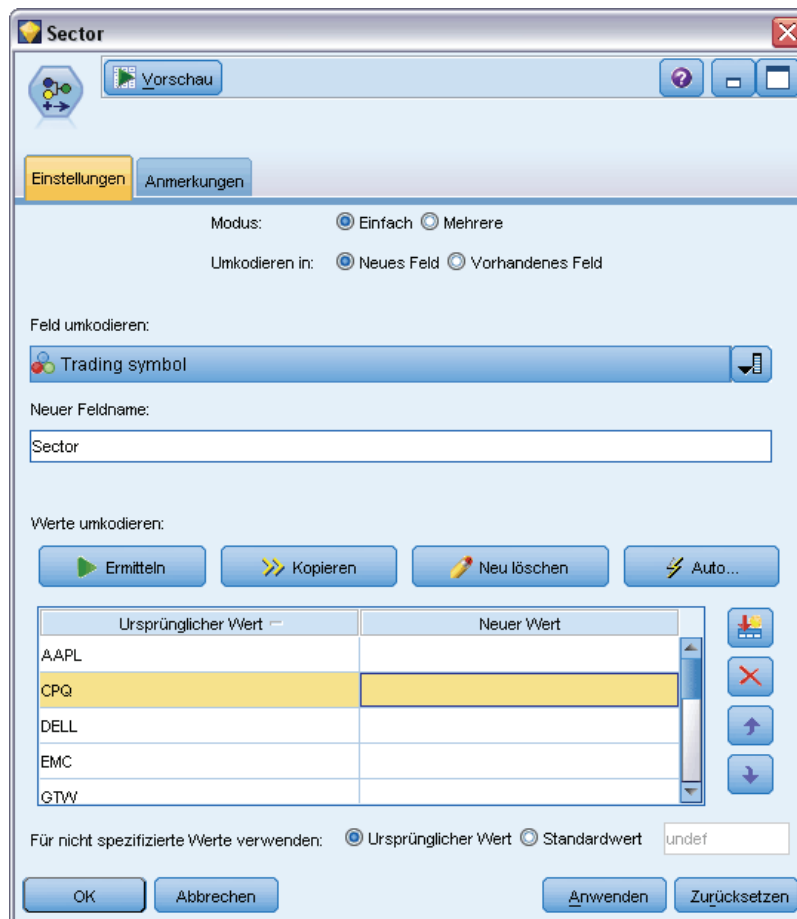 Sector
Vorschau
Einstellungen Anmerkungen
Modus: Einfach Mehrere
Umkodieren in: Neues Feld Vorhandenes Feld
Feld umkodieren:
Trading symbol
Neuer Feldname:
Sector
Werte umkodieren:
Ermitteln Kopieren Neu löschen Auto...
Ursprünglicher Wert Neuer Wert
AAPL
CPQ
DELL
EMC
GTW
Für nicht spezifizierte Werte verwenden: Ursprünglicher Wert Standardwert undef
OK Abbrechen Anwenden Zurücksetzen